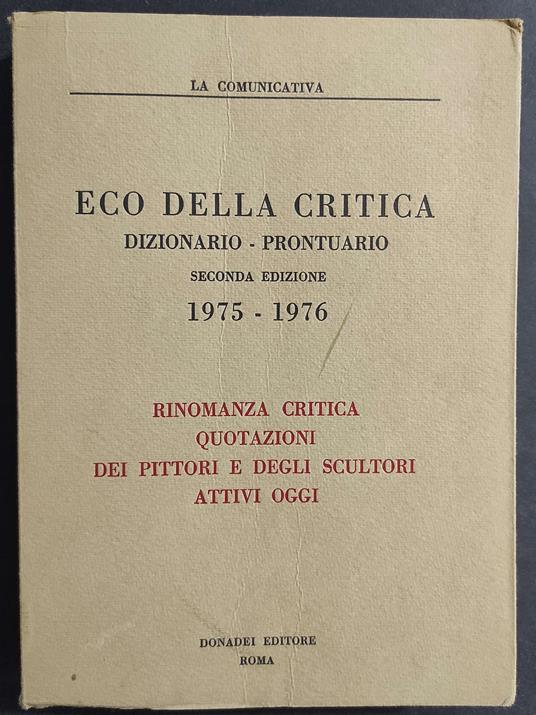 LA COMUNICATIVA
ECO DELLA CRITICA
DIZIONARIO - PRONTUARIO
SECONDA EDIZIONE
1975 - 1976
RINOMANZA CRITICA
QUOTAZIONI
DEI PITTORI E DEGLI SCULTORI
ATTIVI OGGI
DONADEI EDITORE
ROMA